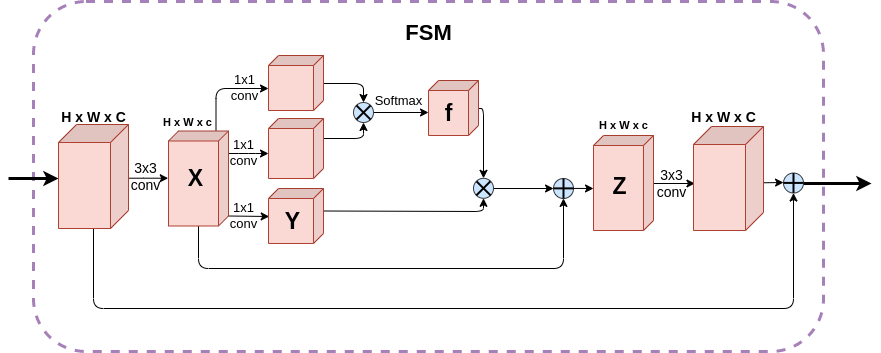 FSM
H x W x C
3x3
conv
H x W x c
X
1x1
conv
1x1
conv
1x1
conv
Y
Softmax
f
H x W x c
Z
3x3
conv
H x W x C